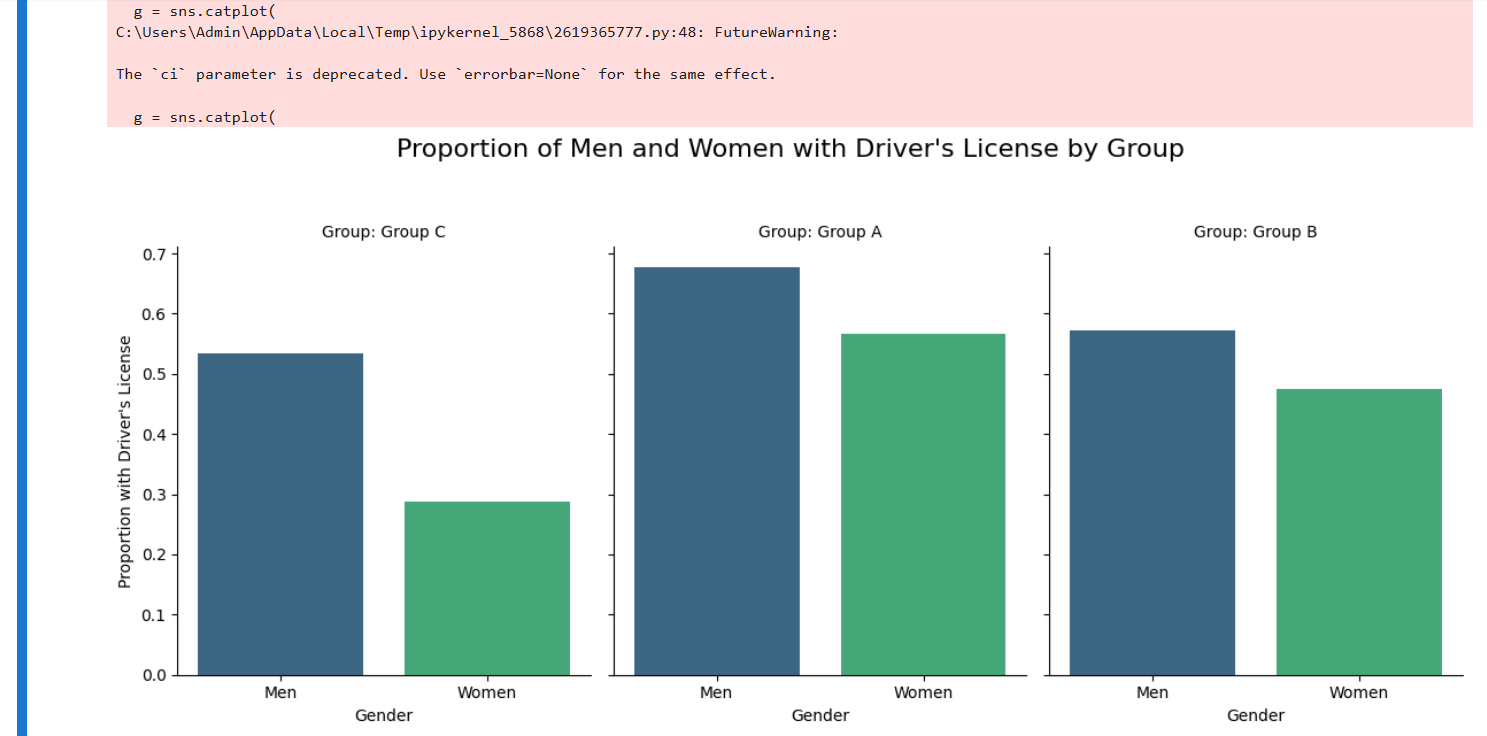 g = sns.catplot(
C:\Users\Admin\AppData\Local\Temp\ipykernel_5868\2619365777.py:48: FutureWarning:
The `ci` parameter is deprecated. Use `errorbar=None` for the same effect.
g = sns.catplot(
Proportion of Men and Women with Driver's License by Group
Group: Group C
Group: Group A
Group: Group B
Proportion with Driver's License
0.7
0.6
0.5
0.4
0.3
0.2
0.1
0.0
Men
Women
Men
Women
Men
Women
Gender
Gender
Gender